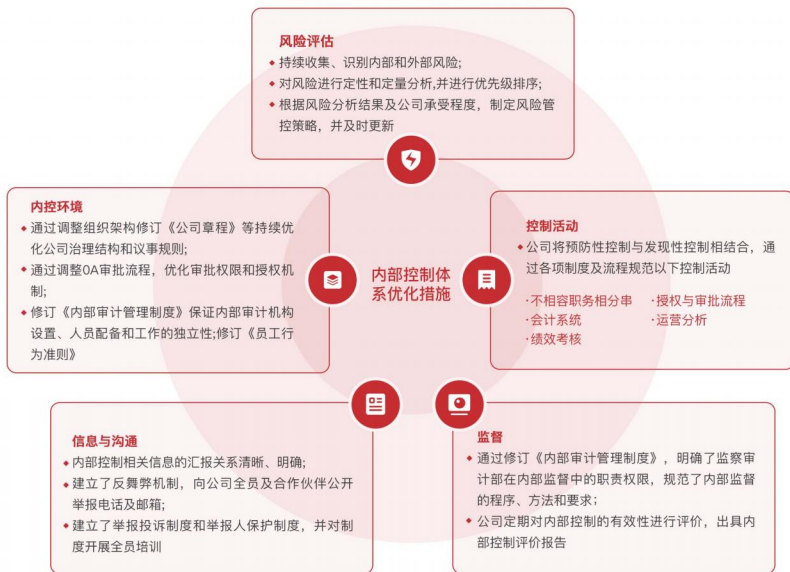 风险评估
持续收集、识别内部和外部风险;
对风险进行定性和定量分析,并进行优先级排序;
根据风险分析结果及公司承受程度，制定风险管
控策略，并及时更新
内控环境
通过调整组织架构修订《公司章程》等持续优
化公司治理结构和议事规则;
通过调整OA审批流程，优化审批权限和授权机
制;
修订《内部审计管理制度》保证内部审计机构
设置、人员配备和工作的独立性;修订《员工行
为准则》
内部控制体
系优化措施
控制活动
公司将预防性控制与发现性控制相结合，通
过各项制度及流程规范以下控制活动
·不相容职务相分串
·授权与审批流程
·会计系统
·运营分析
·绩效考核
信息与沟通
内部控制相关信息的汇报关系清晰、明确;
建立了反舞弊机制，向公司全员及合作伙伴公开
举报电话及邮箱;
建立了举报投诉制度和举报人保护制度，并对制
度开展全员培训
监督
通过修订《内部审计管理制度》，明确了监察审
计部在内部监督中的职责权限，规范了内部监督
的程序、方法和要求；
公司定期对内部控制的有效性进行评价，出具内
部控制评价报告